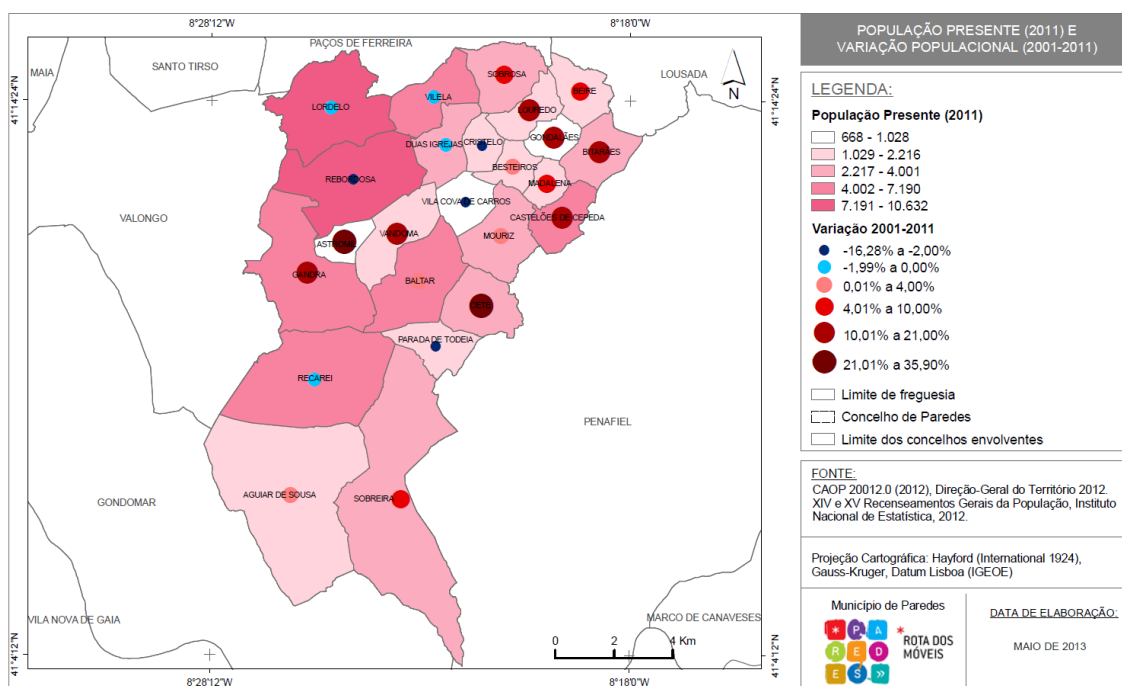 8°28'12"W
8°18'0"W
PAÇOS DE FERREIRA
MAIA
SANTO TIRSO
LOUSADA
N
41°14'24"N
41°14'24"N
SOBROSA
BEIRE
VILELA
LORDELO
LOUREDO
GONDALÃES
DUAS IGREJAS
CRISTELO
BITARÃES
BESTEIROS
REBORDOSA
MADALENA
VILA COVA DE CARROS
VALONGO
CASTELÕES DE CEPEDA
VANDOMA
MOURIZ
ASTROMIL
GANDRA
BALTAR
CETE
PARADA DE TODEIA
RECAREI
PENAFIEL
AGUIAR DE SOUSA
SOBREIRA
GONDOMAR
VILA NOVA DE GAIA
MARCO DE CANAVESES
0 2 4 Km
41°4'12"N
41°4'12"N
8°28'12"W
8°18'0"W
POPULAÇÃO PRESENTE (2011) E
VARIAÇÃO POPULACIONAL (2001-2011)
LEGENDA:
População Presente (2011)
668 - 1.028
1.029 - 2.216
2.217 - 4.001
4.002 - 7.190
7.191 - 10.632
Variação 2001-2011
-16,28% a -2,00%
-1,99% a 0,00%
0,01% a 4,00%
4,01% a 10,00%
10,01% a 21,00%
21,01% a 35,90%
Limite de freguesia
Concelho de Paredes
Limite dos concelhos envolventes
FONTE:
CAOP 20012.0 (2012), Direção-Geral do Território 2012.
XIV e XV Recenseamentos Gerais da População, Instituto
Nacional de Estatística, 2012.
Projeção Cartográfica: Hayford (International 1924),
Gauss-Kruger, Datum Lisboa (IGEOE)
Município de Paredes
* P A
R E D
E S »
* ROTA DOS
MÓVEIS
DATA DE ELABORAÇÃO:
MAIO DE 2013